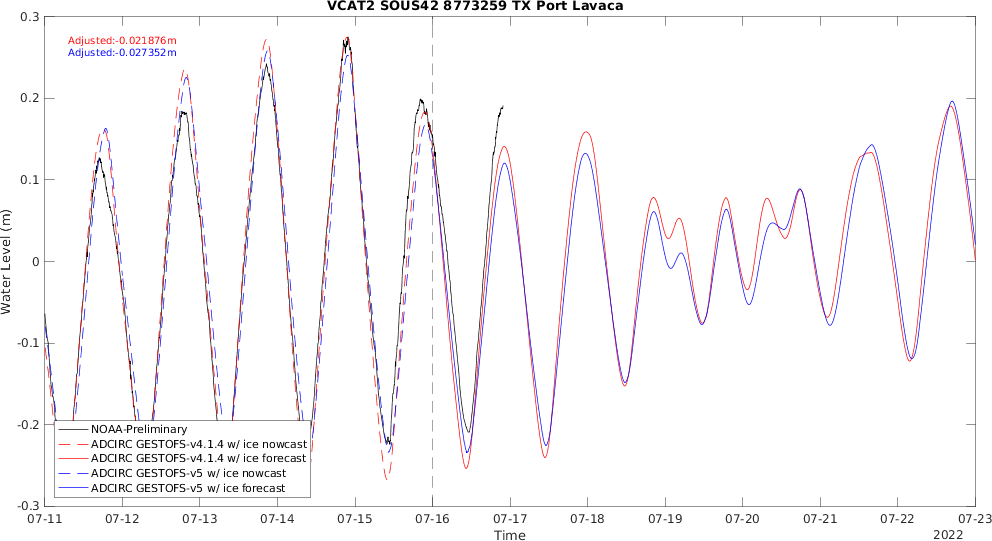 VCAT2 SOUS42 8773259 TX Port Lavaca
Adjusted:-0.021876m
Adjusted:-0.027352m
0.3
0.2
0.1
0
-0.1
-0.2
-0.3
Water Level (m)
NOAA-Preliminary
ADCIRC GESTOFS-v4.1.4 w/ ice nowcast
ADCIRC GESTOFS-v4.1.4 w/ ice forecast
ADCIRC GESTOFS-v5 w/ ice nowcast
ADCIRC GESTOFS-v5 w/ ice forecast
07-11 07-12 07-13 07-14 07-15 07-16 07-17 07-18 07-19 07-20 07-21 07-22 07-23
Time
2022